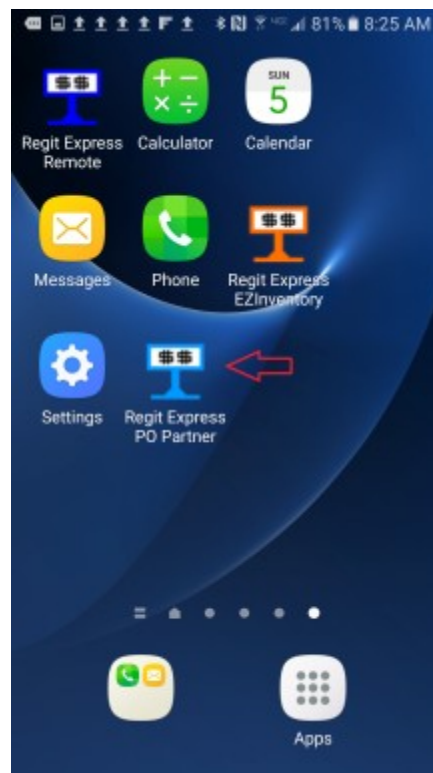 81% 8:25 AM
$$
SUN
5
Regit Express
Remote
Calculator
Calendar
$$
Messages
Phone
Regit Express
EZInventory
$$
Settings
Regit Express
PO Partner
Apps